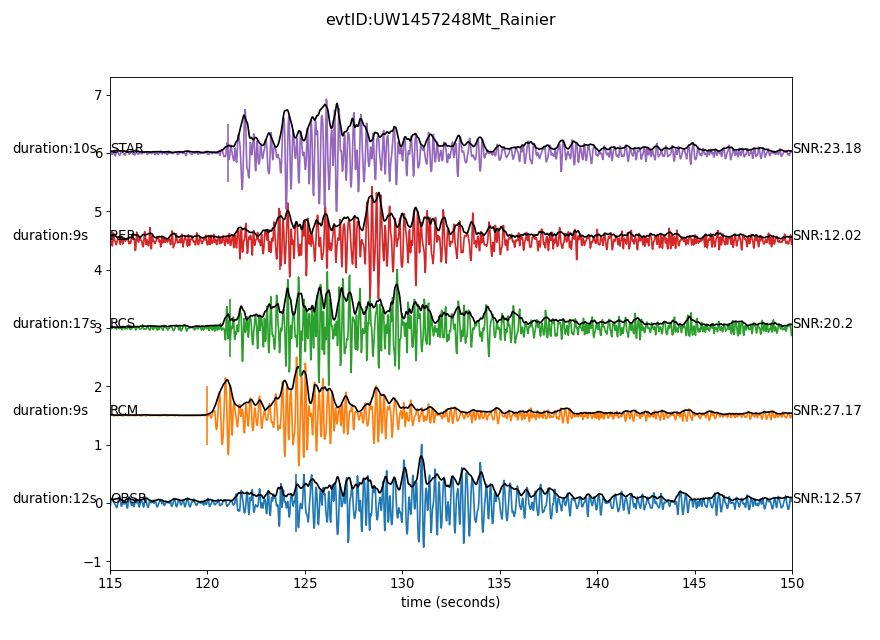 evtID:UW1457248Mt_Rainier
7
duration:10s 6 STAR SNR:23.18
5
duration:9s RER SNR:12.02
4
duration:17s 3 RCS SNR:20.2
2
duration:9s RCM SNR:27.17
1
duration:12s 0 OBSR SNR:12.57
−1
115 120 125 130 135 140 145 150
time (seconds)